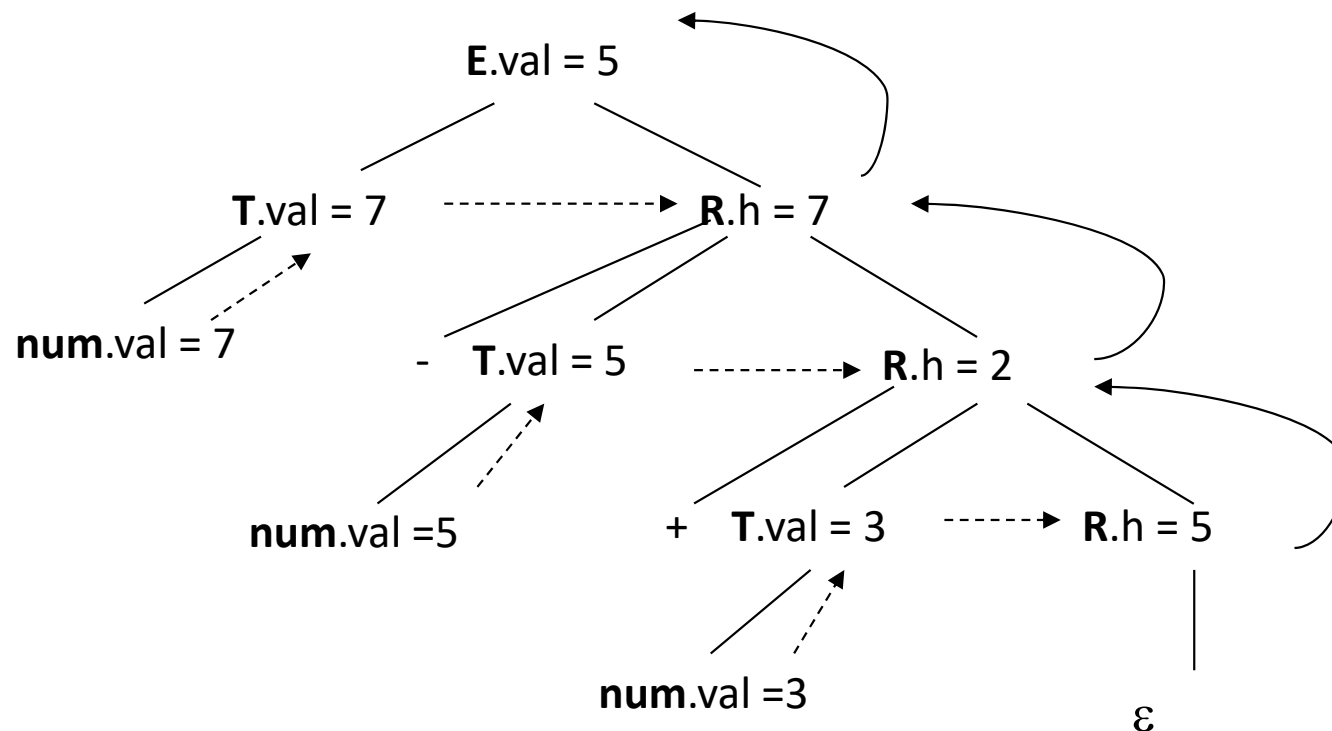 E.val = 5
T.val = 7
R.h = 7
num.val = 7
- T.val = 5
R.h = 2
num.val =5
+ T.val = 3
R.h = 5
num.val =3
ε